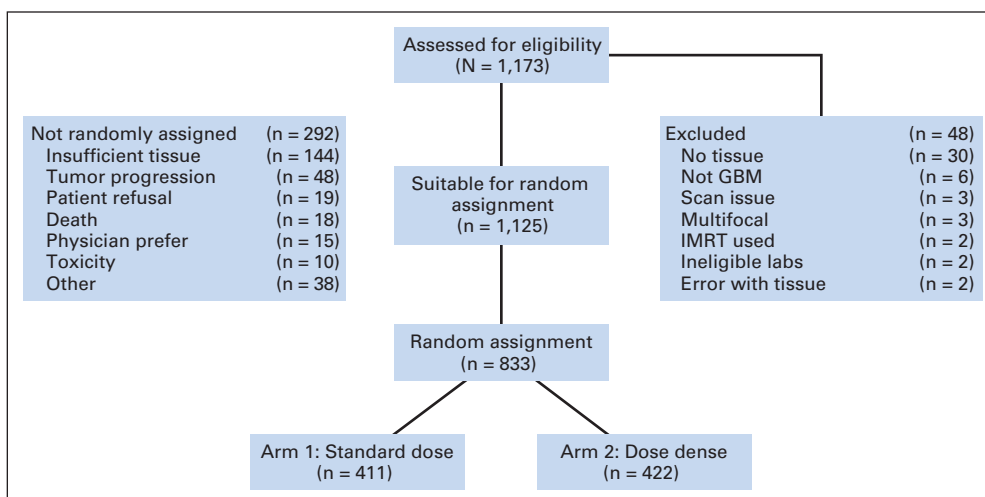 Assessed for eligibility
(N = 1,173)
Not randomly assigned (n = 292)
Insufficient tissue (n = 144)
Tumor progression (n = 48)
Patient refusal (n = 19)
Death (n = 18)
Physician prefer (n = 15)
Toxicity (n = 10)
Other (n = 38)
Excluded (n = 48)
No tissue (n = 30)
Not GBM (n = 6)
Scan issue (n = 3)
Multifocal (n = 3)
IMRT used (n = 2)
Ineligible labs (n = 2)
Error with tissue (n = 2)
Suitable for random
assignment
(n = 1,125)
Random assignment
(n = 833)
Arm 1: Standard dose
(n = 411)
Arm 2: Dose dense
(n = 422)